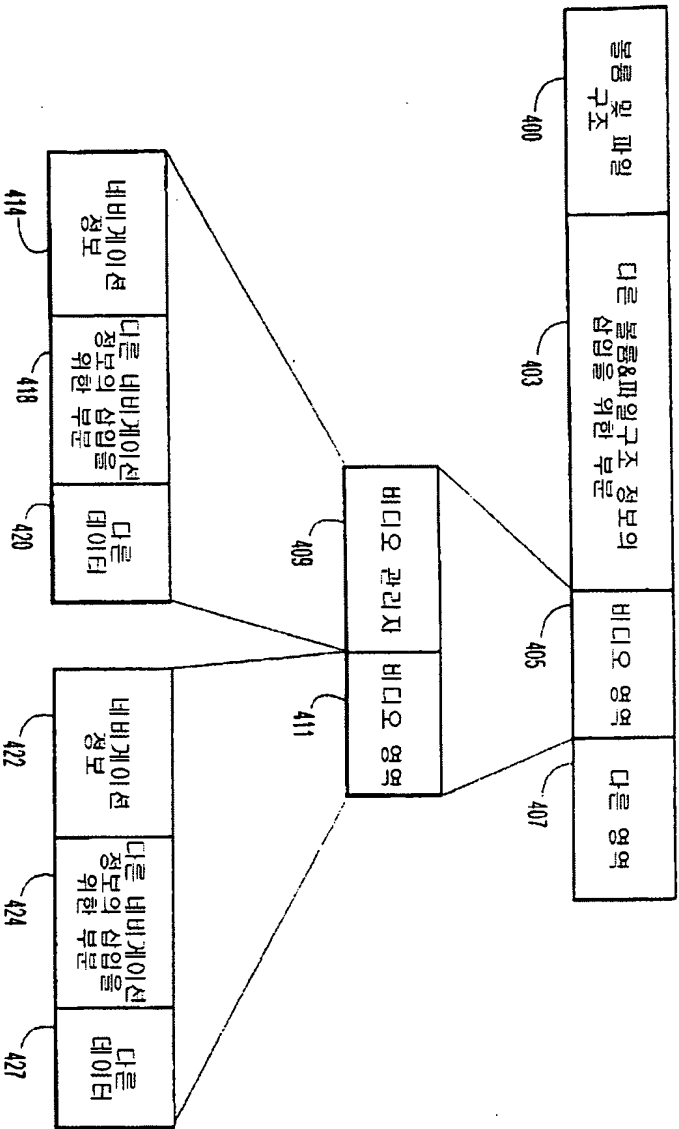 볼륨 및 파일
구조
400
다른 볼륨&파일구조 정보의
삽입을 위한 부분
403
비디오 영역
405
다른 영역
407
비디오 관리자
409
비디오 영역
411
네비게이션
정보
414
다른 네비게이션
정보의 삽입을
위한 부분
418
다른
데이터
420
네비게이션
정보
422
다른 네비게이션
정보의 삽입을
위한 부분
424
다른
데이터
427